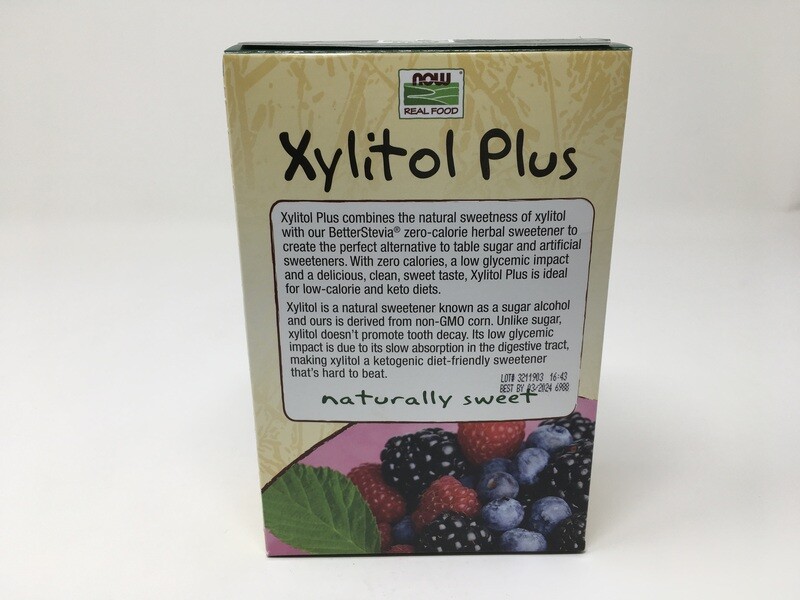 now®
REAL FOOD
Xylitol Plus
Xylitol Plus combines the natural sweetness of xylitol
with our BetterStevia® zero-calorie herbal sweetener to
create the perfect alternative to table sugar and artificial
sweeteners. With zero calories, a low glycemic impact
and a delicious, clean, sweet taste, Xylitol Plus is ideal
for low-calorie and keto diets.
Xylitol is a natural sweetener known as a sugar alcohol
and ours is derived from non-GMO corn. Unlike sugar,
xylitol doesn't promote tooth decay. Its low glycemic
impact is due to its slow absorption in the digestive tract,
making xylitol a ketogenic diet-friendly sweetener
that's hard to beat.
LOT# 3211903 16:43
BEST BY 03/2024 6988
naturally sweet